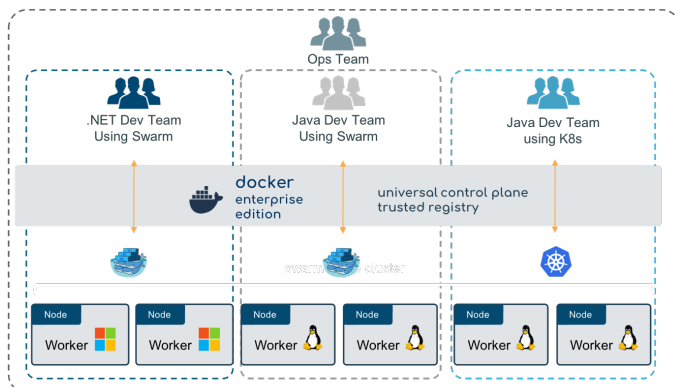 Ops Team
.NET Dev Team
Using Swarm
Java Dev Team
Using Swarm
Java Dev Team
using K8s
docker
enterprise
edition
universal control plane
trusted registry
cluster
Node
Worker
Node
Worker
Node
Worker
Node
Worker
Node
Worker
Node
Worker